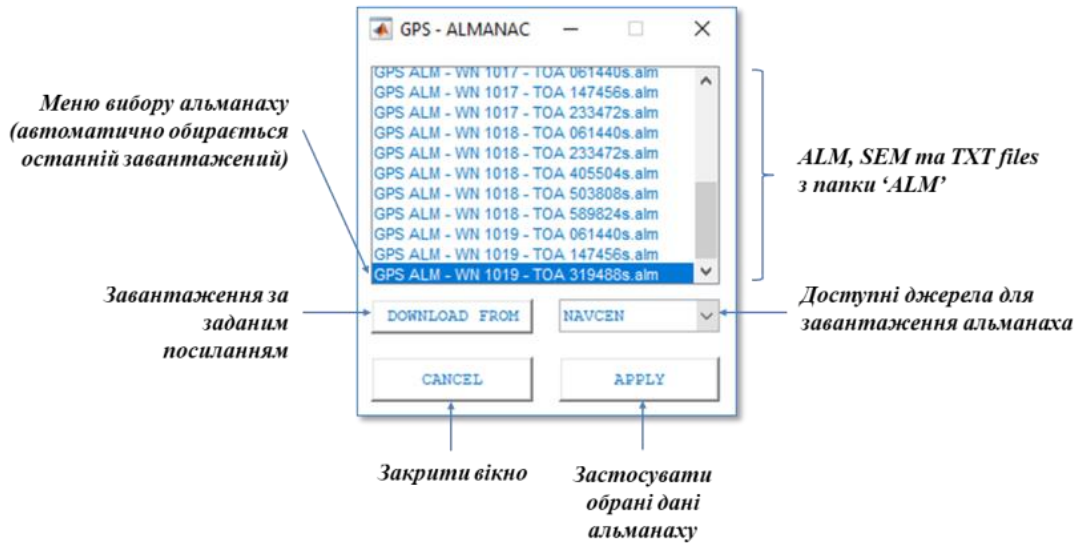 GPS - ALMANAC
GPS ALM - WN 1017 - TOA 061440s.alm
GPS ALM - WN 1017 - TOA 147456s.alm
GPS ALM - WN 1017 - TOA 233472s.alm
GPS ALM - WN 1018 - TOA 061440s.alm
GPS ALM - WN 1018 - TOA 233472s.alm
GPS ALM - WN 1018 - TOA 405504s.alm
GPS ALM - WN 1018 - TOA 503808s.alm
GPS ALM - WN 1018 - TOA 589824s.alm
GPS ALM - WN 1019 - TOA 061440s.alm
GPS ALM - WN 1019 - TOA 147456s.alm
GPS ALM - WN 1019 - TOA 319488s.alm
Меню вибору альманаху
(автоматично обирається
останній завантажений)
ALM, SEM та TXT files
з папки ‘ALM’
Завантаження за
заданим
посиланням
DOWNLOAD FROM
NAVCEN
Доступні джерела для
завантаження альманаха
CANCEL
APPLY
Закрити вікно
Застосувати
обрані дані
альманаху